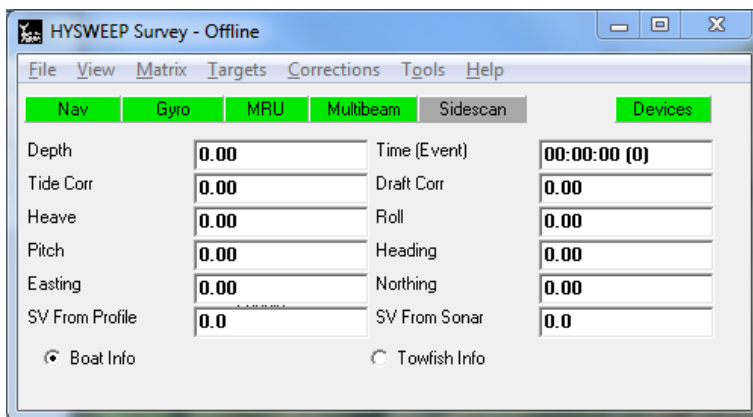 HYSWEEP Survey - Offline
File View Matrix Targets Corrections Tools Help
Nav Gyro MRU Multibeam Sidescan Devices
Depth 0.00 Time (Event) 00:00:00 (0)
Tide Corr 0.00 Draft Corr 0.00
Heave 0.00 Roll 0.00
Pitch 0.00 Heading 0.00
Easting 0.00 Northing 0.00
SV From Profile 0.0 SV From Sonar 0.0
Boat Info Towfish Info